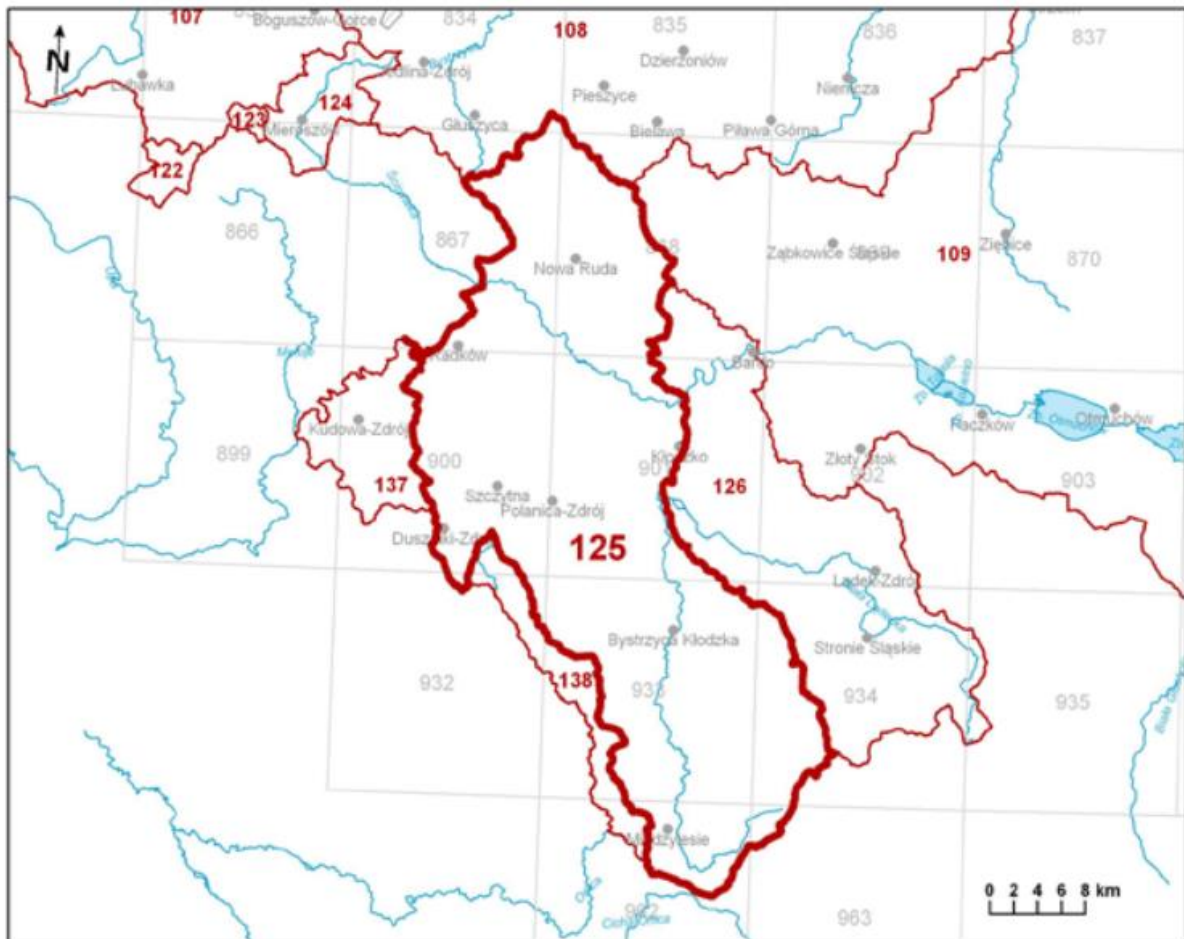 107
834
108
835
836
837
Boguszów-Gorce
Dzierżoniów
N
Lubawka
Pieszyce
Niemcza
124
123
Mieroszów
Głuszyca
Bielawa
Piława Górna
122
866
867
Ząbkowice Śląskie
109
Ziębice
870
Nowa Ruda
Radków
Bardo
Kudowa-Zdrój
Paczków
Otmuchów
899
900
Kłodzko
Złoty Stok
902
903
137
Szczytna
126
Polanica-Zdrój
Duszniki-Zdrój
125
Lądek-Zdrój
Bystrzyca Kłodzka
Stronie Śląskie
932
138
933
934
935
Międzylesie
0 2 4 6 8 km
962
963